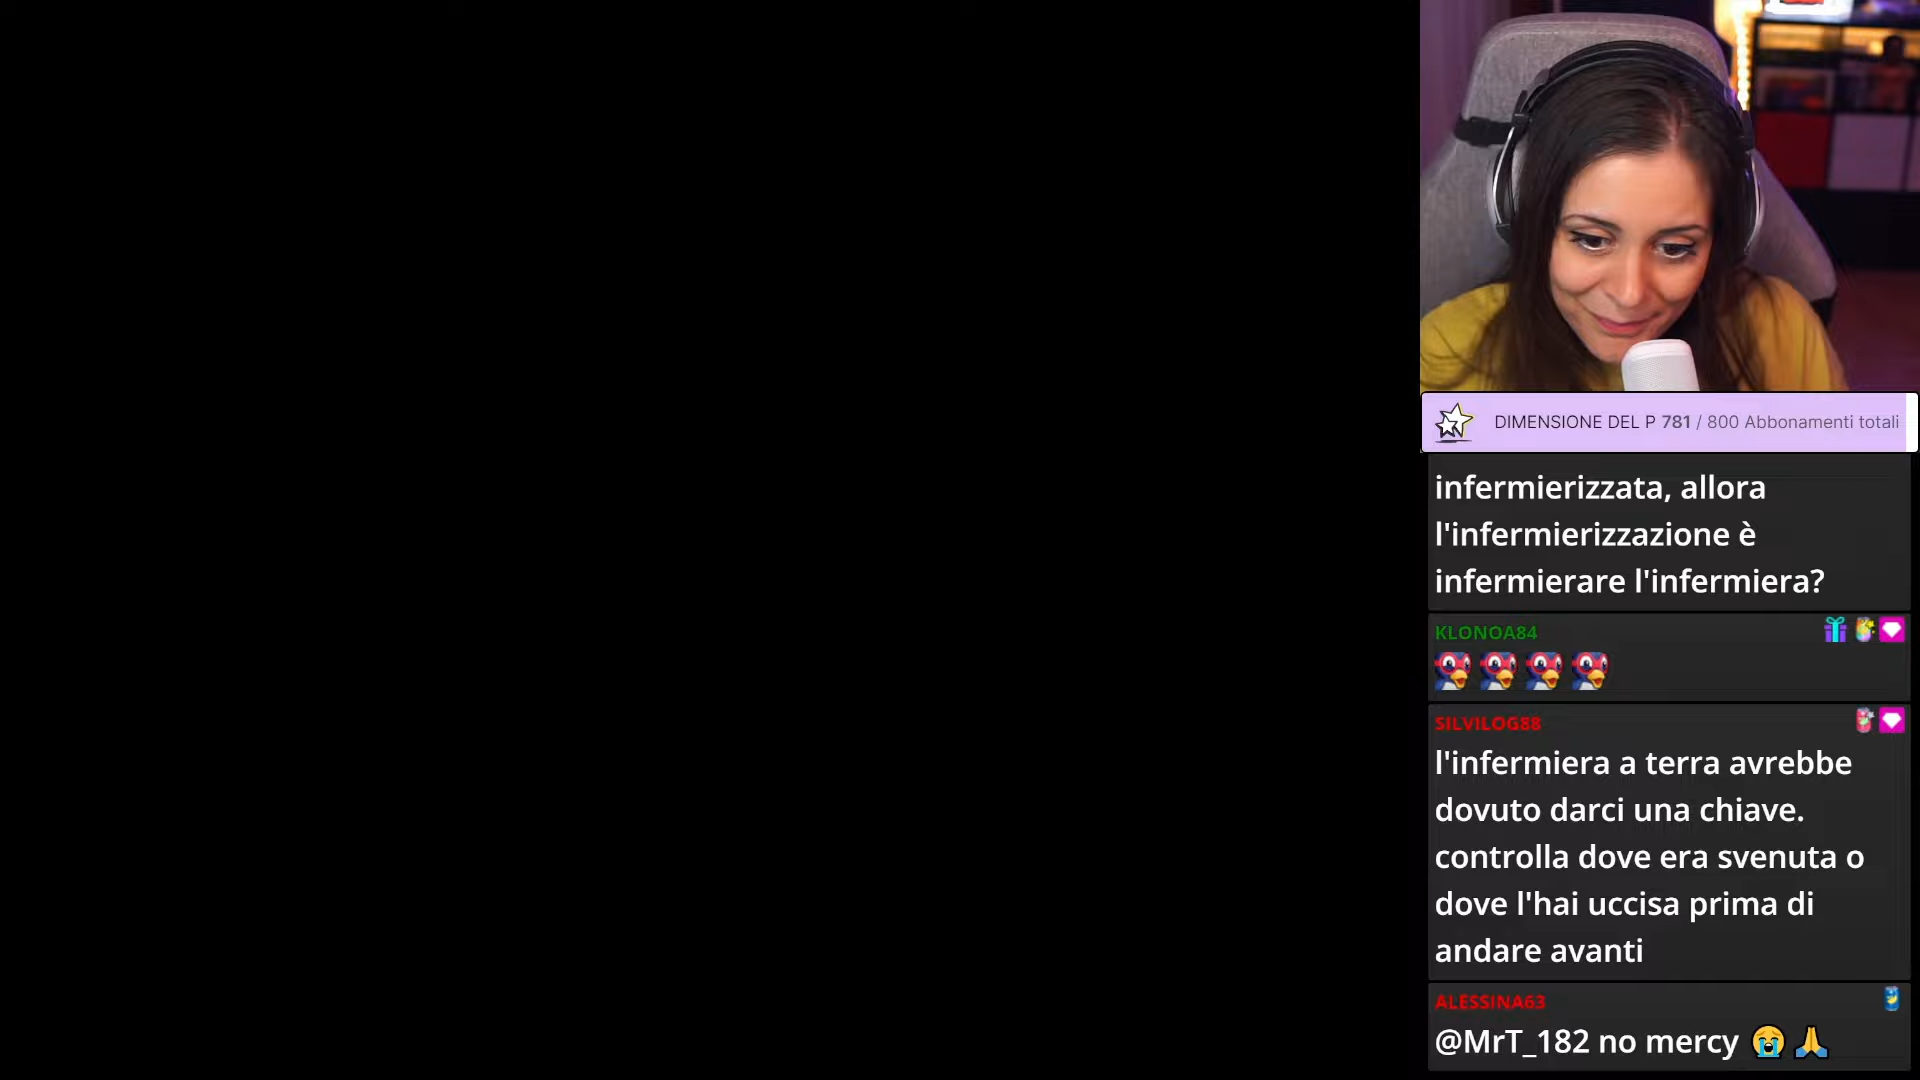 DIMENSIONE DEL P 781 / 800 Abbonamenti totali
infermierizzata, allora
l'infermierizzazione è
infermierare l'infermiera?
KLONOA84
SILVILOG88
l'infermiera a terra avrebbe
dovuto darci una chiave.
controlla dove era svenuta o
dove l'hai uccisa prima di
andare avanti
ALESSINA63
@MrT_182 no mercy 😭 🙏